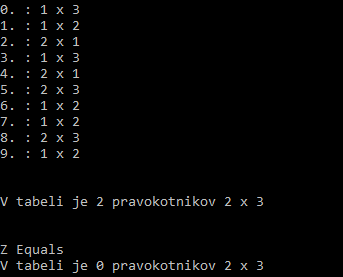 0. : 1 x 3
1. : 1 x 2
2. : 2 x 1
3. : 1 x 3
4. : 2 x 1
5. : 2 x 3
6. : 1 x 2
7. : 1 x 2
8. : 2 x 3
9. : 1 x 2
V tabeli je 2 pravokotnikov 2 x 3
Z Equals
V tabeli je 0 pravokotnikov 2 x 3